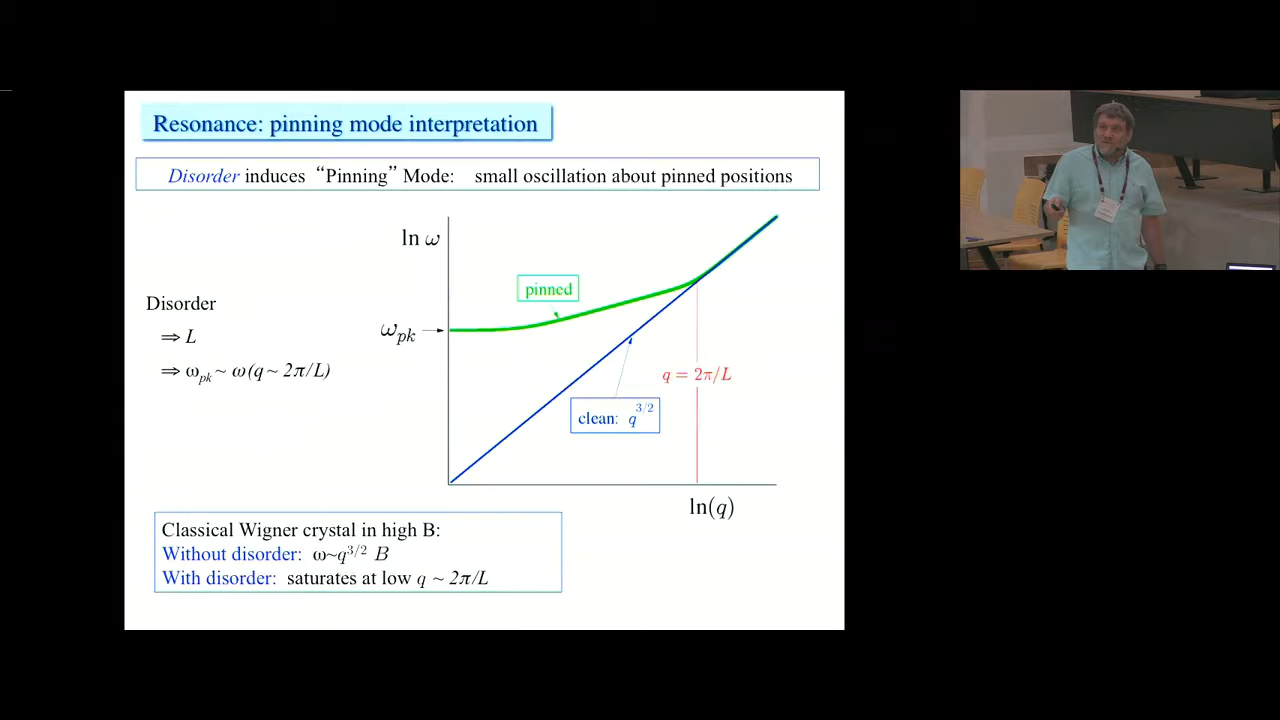 Resonance: pinning mode interpretation
Disorder induces “Pinning” Mode: small oscillation about pinned positions
ln ω
pinned
Disorder
⇒ L
ω_pk
⇒ ω_pk ~ ω(q ~ 2π/L)
q = 2π/L
clean: q^3/2
ln(q)
Classical Wigner crystal in high B:
Without disorder: ω~q^3/2 B
With disorder: saturates at low q ~ 2π/L